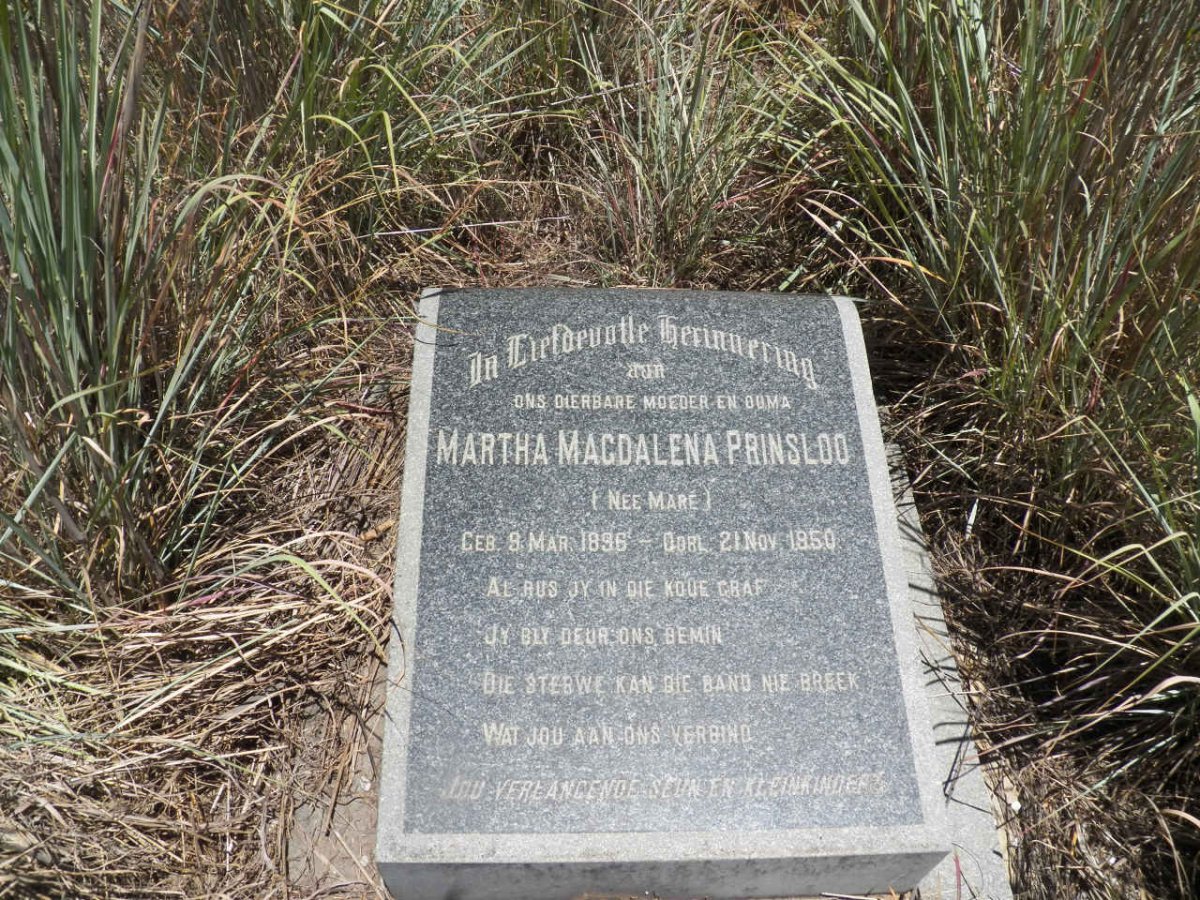 In Liefdevolle Herinnering
aan
ONS DIERBARE MOEDER EN OUMA
MARTHA MAGDALENA PRINSLOO
(NEE MARÉ)
GEB. 9 MAR. 1896 – OORL. 21 NOV. 1950
AL RUS JY IN DIE KOUE GRAF
JY BLY DEUR ONS BEMIN
DIE STERWE KAN DIE BAND NIE BREEK
WAT JOU AAN ONS VERBIND
JOU VERLANGENDE SEUN EN KLEINKINDERS